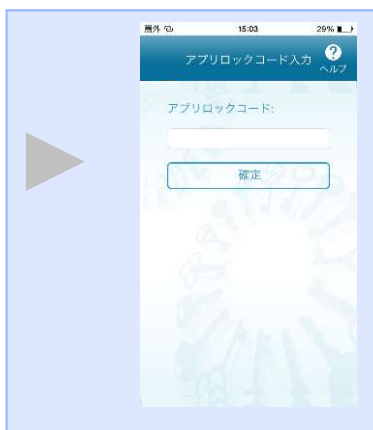 圏外 15:03 29%
アプリロックコード入力 ?
ヘルプ
アプリロックコード:
確定